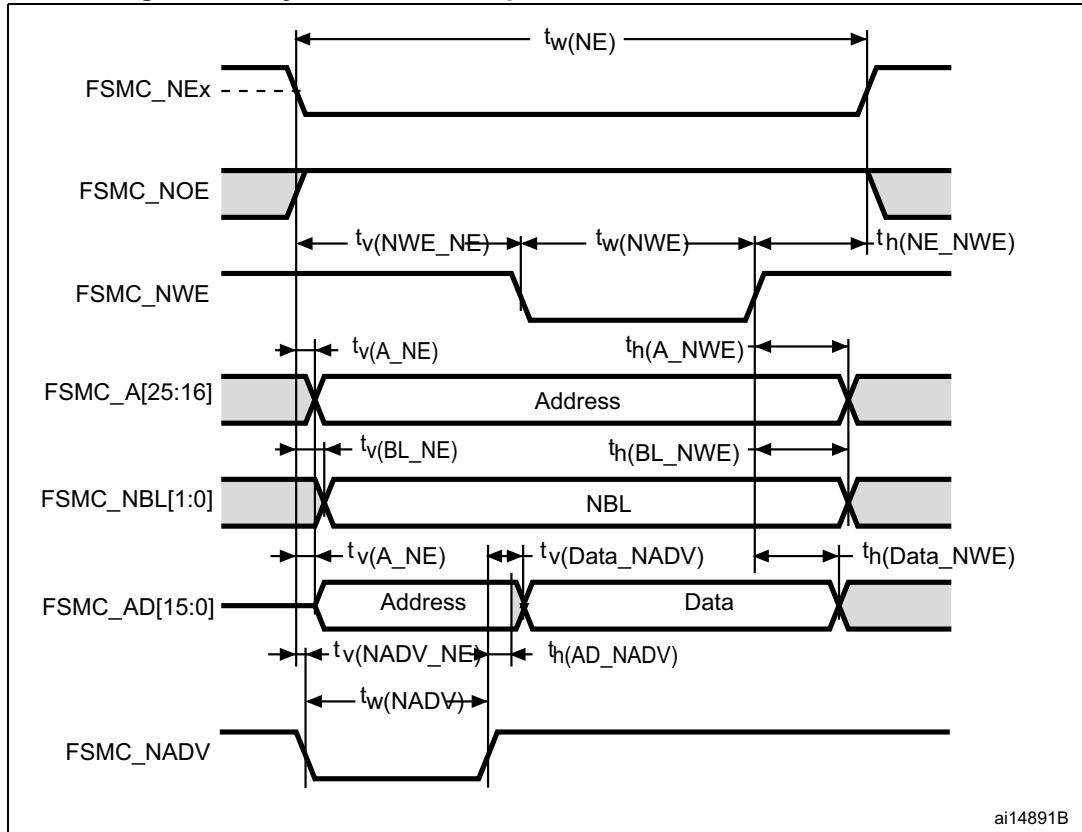 tw(NE)
FSMC_NEx
FSMC_NOE
tv(NWE_NE) tw(NWE) th(NE_NWE)
FSMC_NWE
tv(A_NE) th(A_NWE)
FSMC_A[25:16] Address
tv(BL_NE) th(BL_NWE)
FSMC_NBL[1:0] NBL
tv(A_NE) tv(Data_NADV) th(Data_NWE)
FSMC_AD[15:0] Address Data
tv(NADV_NE) th(AD_NADV)
tw(NADV)
FSMC_NADV
ai14891B